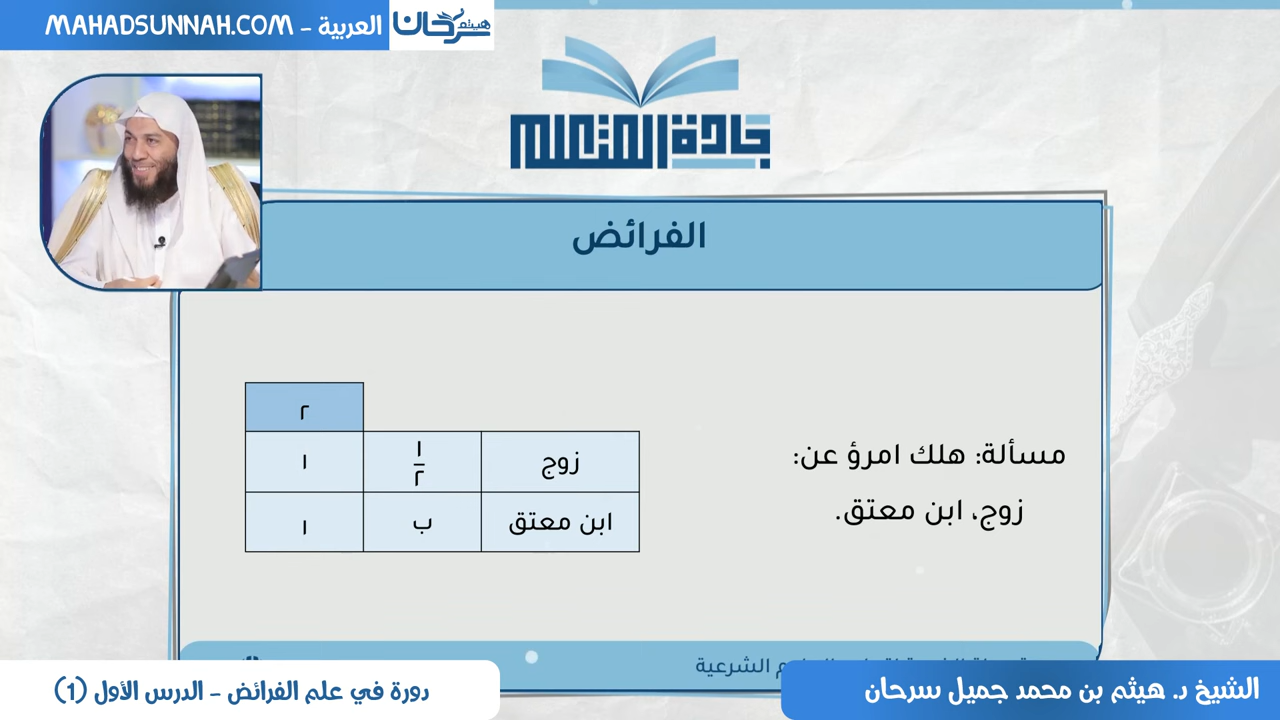 MAHADSUNNAH.COM - العربية
هيثم سرحان
جادة المتعلم
الفرائض
مسألة: هلك امرؤ عن:
زوج، ابن معتق.
٢
زوج ١/٢ ١
ابن معتق ب ١
الشرعية
الشيخ د. هيثم بن محمد جميل سرحان
دورة في علم الفرائض - الدرس الأول (1)